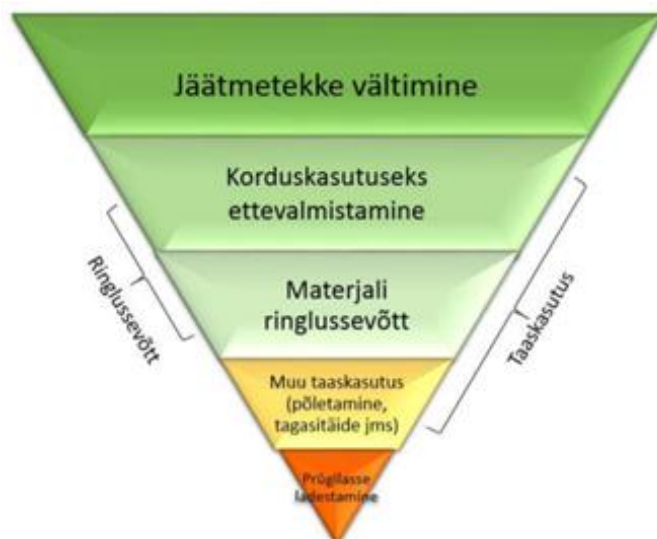 Jäätmetekke vältimine
Korduskasutuseks
ettevalmistamine
Materjali
ringlussevõtt
Muu taaskasutus
(põletamine,
tagasitäide jms)
Prügilasse
ladestamine
Ringlussevõtt
Taaskasutus